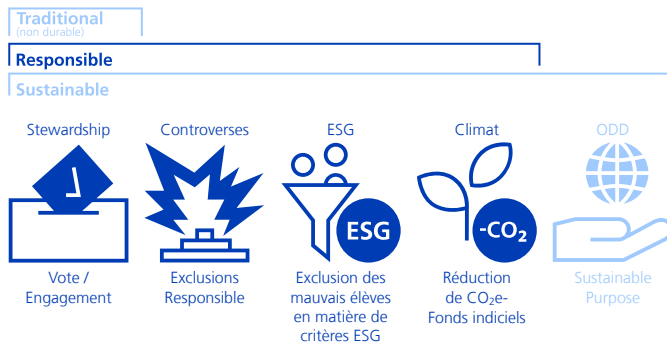 Traditional
(non durable)
Responsible
Sustainable
Stewardship
Controverses
ESG
Climat
ODD
ESG
-CO₂
Vote /
Engagement
Exclusions
Responsible
Exclusion des
mauvais élèves
en matière de
critères ESG
Réduction
de CO₂e-
Fonds indiciels
Sustainable
Purpose